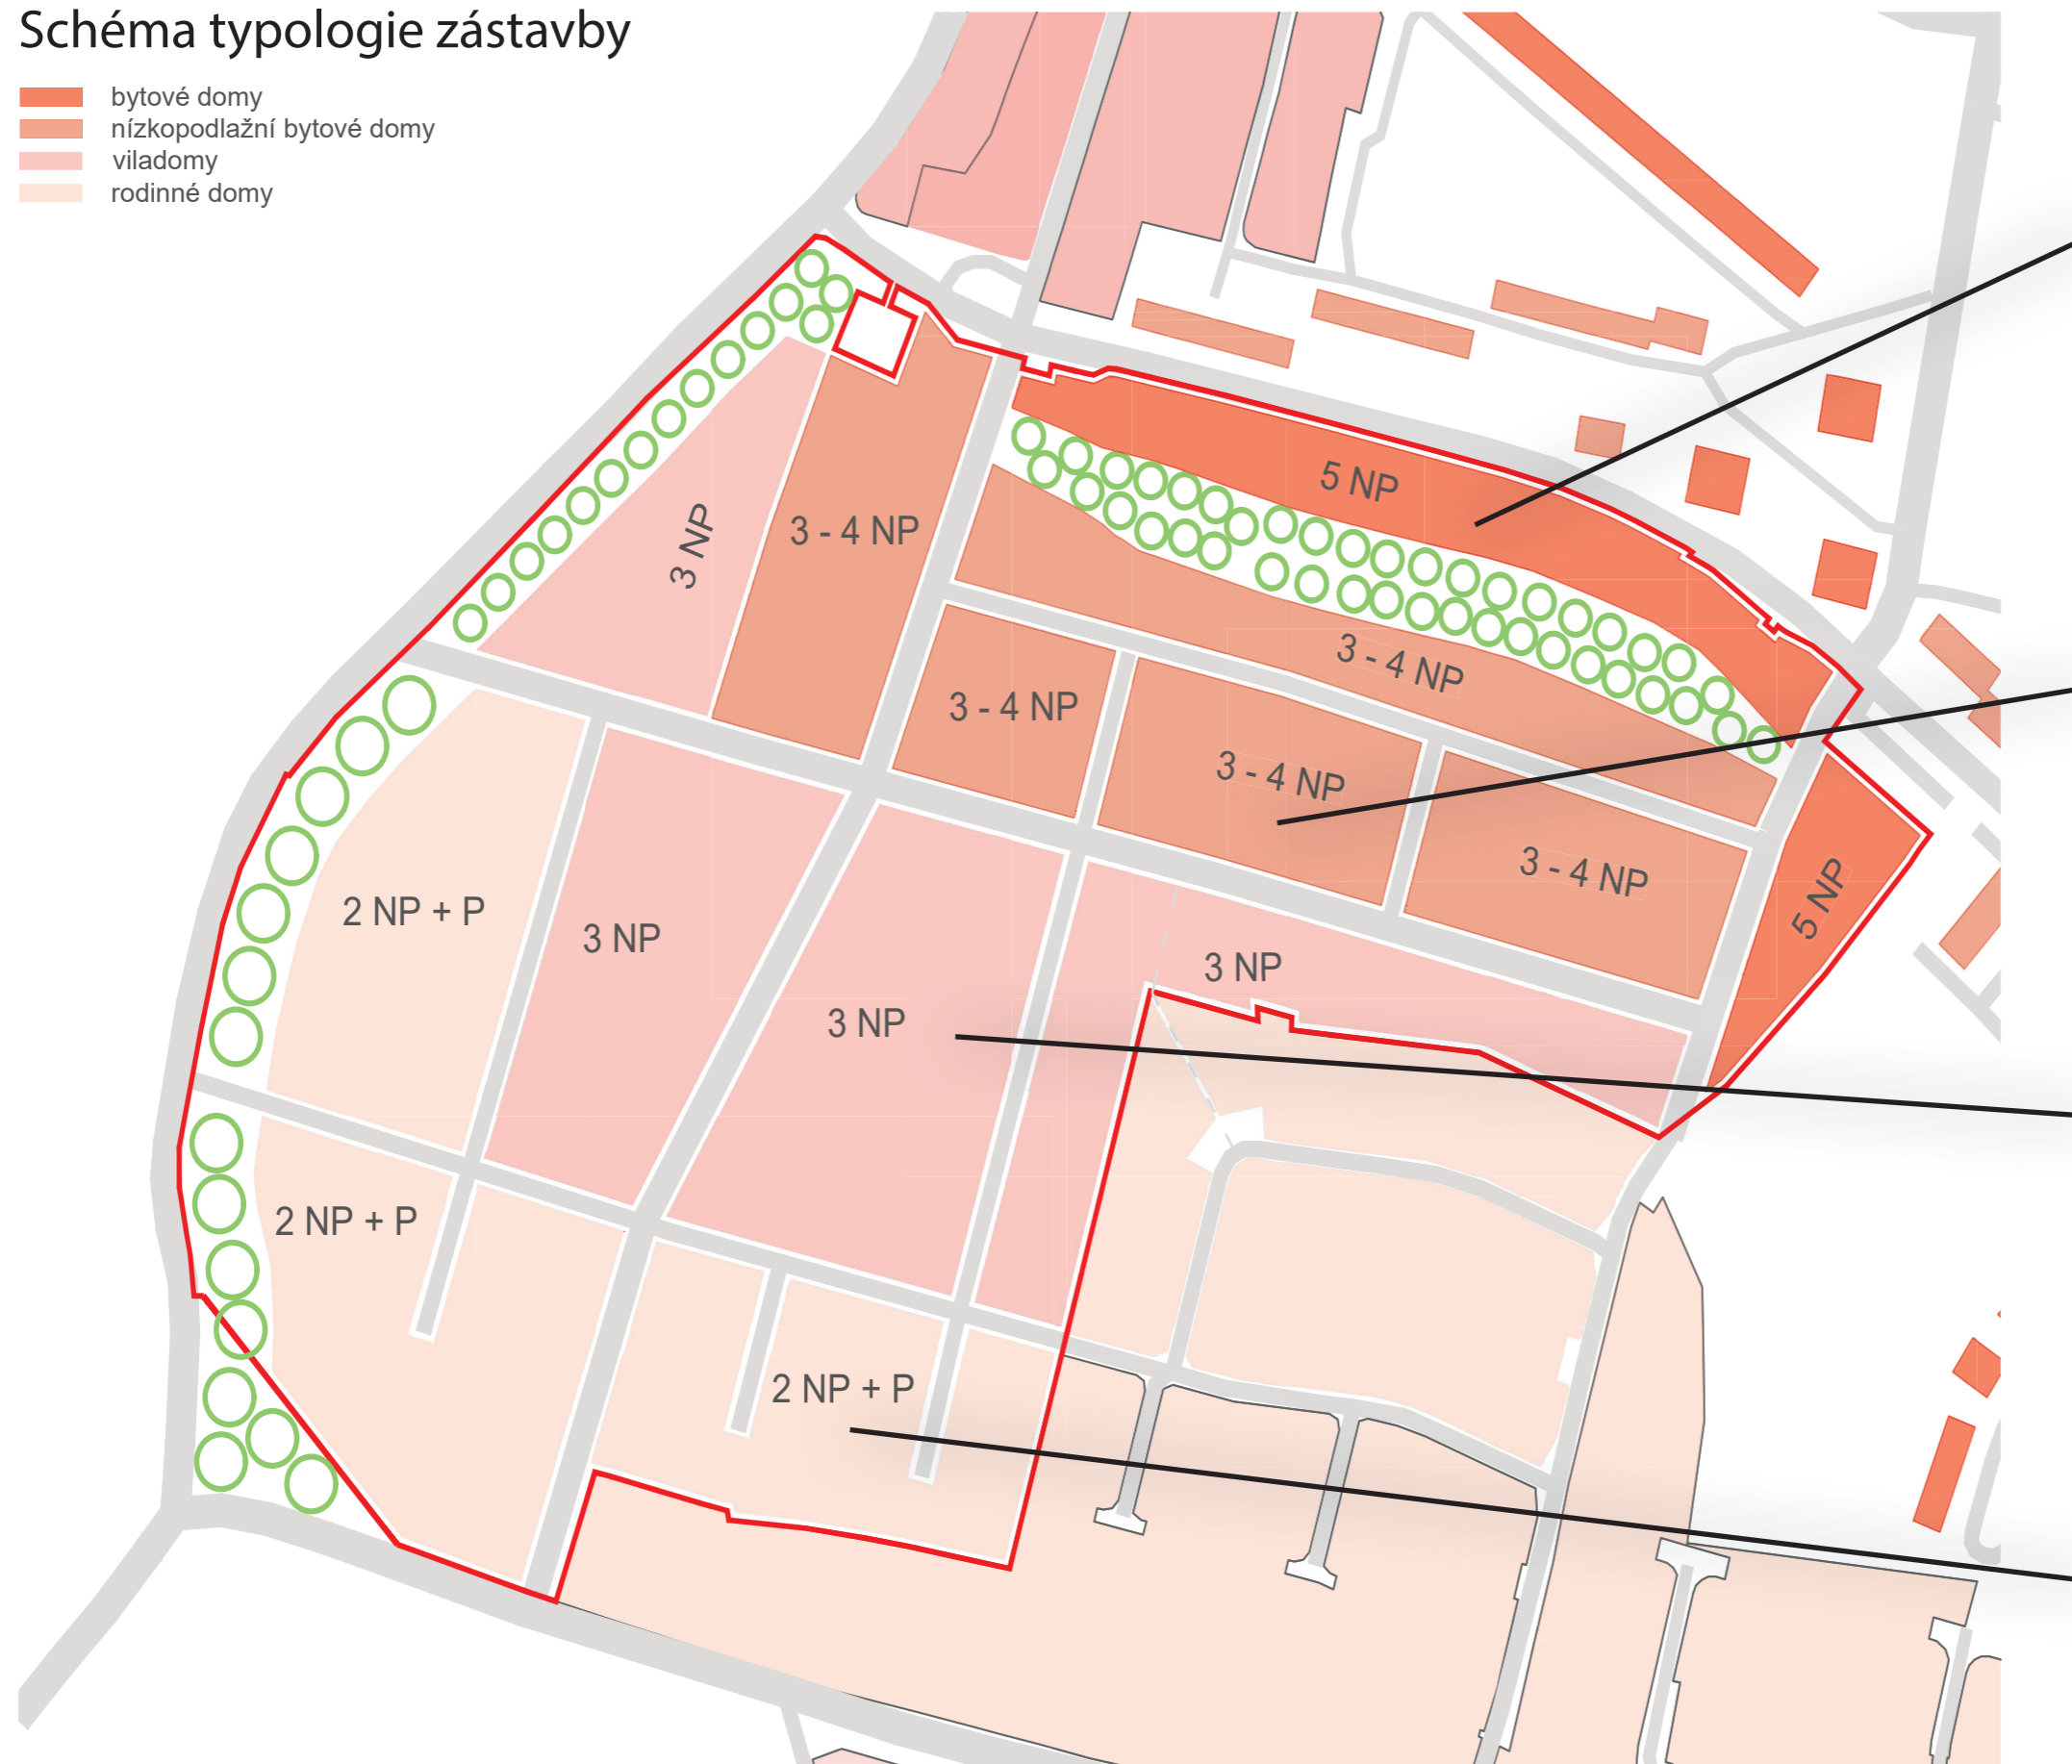 Schéma typologie zástavby
bytové domy
nízkopodlažní bytové domy
viladomy
rodinné domy
5 NP
3 NP
3 - 4 NP
3 - 4 NP
3 - 4 NP
3 - 4 NP
3 - 4 NP
5 NP
2 NP + P
3 NP
3 NP
3 NP
2 NP + P
2 NP + P